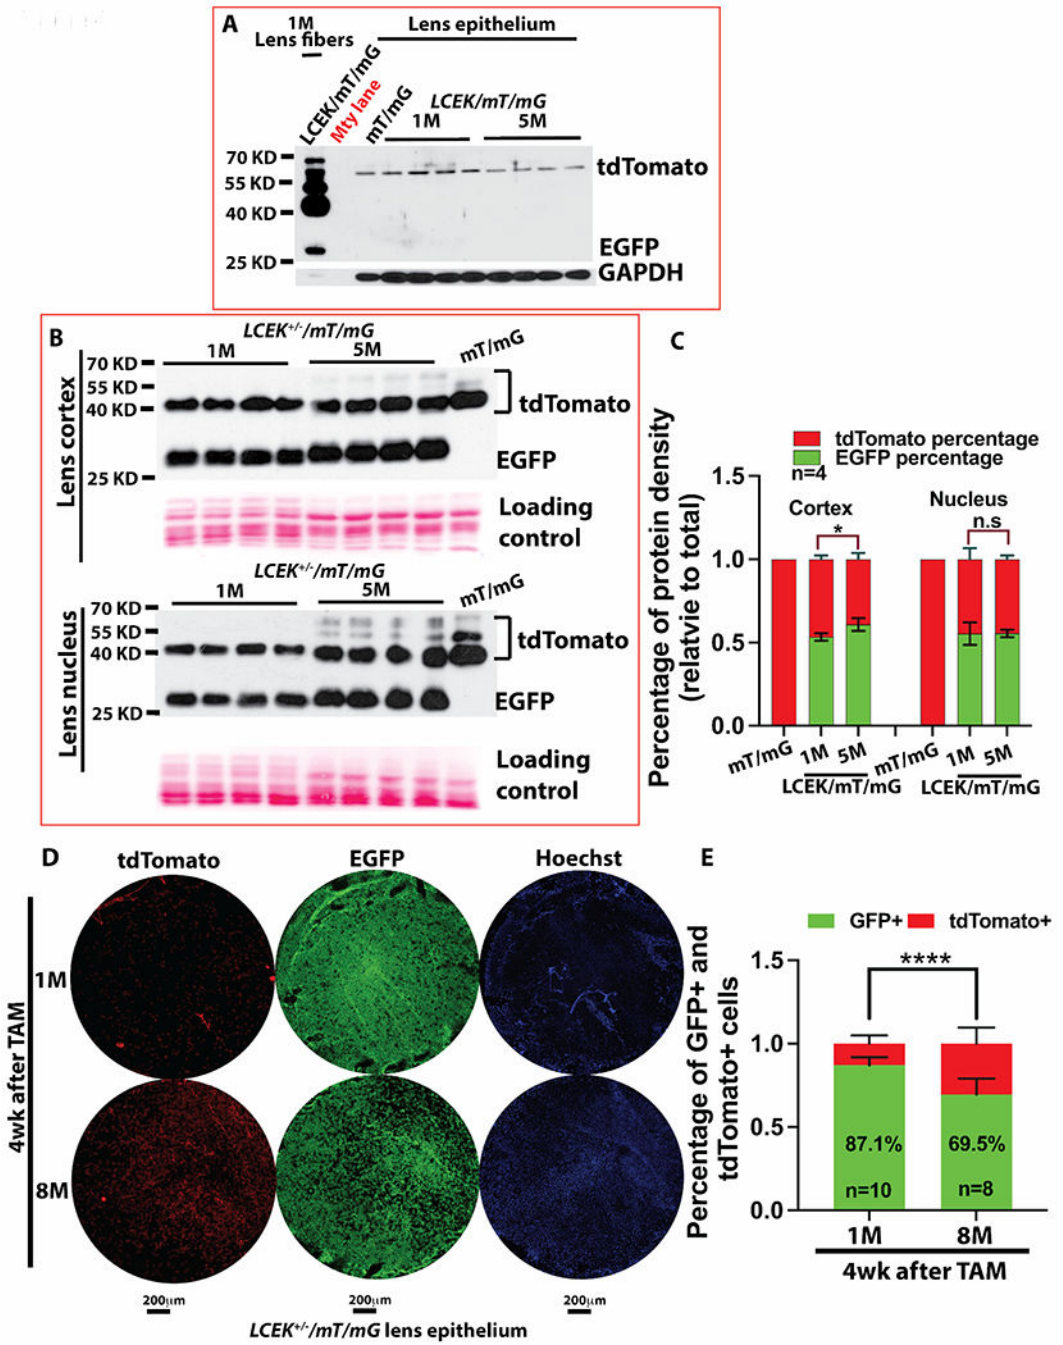 A
1M
Lens fibers
Lens epithelium
LCEK/mT/mG
Mty lane
mT/mG
LCEK/mT/mG
1M
5M
70 KD
55 KD
40 KD
25 KD
tdTomato
EGFP
GAPDH
B
LCEK+/-/mT/mG
1M
5M
mT/mG
Lens cortex
70 KD
55 KD
40 KD
25 KD
tdTomato
EGFP
Loading
control
LCEK+/-/mT/mG
1M
5M
mT/mG
Lens nucleus
70 KD
55 KD
40 KD
25 KD
tdTomato
EGFP
Loading
control
C
tdTomato percentage
EGFP percentage
n=4
Cortex
Nucleus
*
n.s
Percentage of protein density
(relatvie to total)
1.5
1.0
0.5
0.0
mT/mG
1M
5M
mT/mG
1M
5M
LCEK/mT/mG
LCEK/mT/mG
D
tdTomato
EGFP
Hoechst
4wk after TAM
1M
8M
200μm
200μm
200μm
LCEK+/-/mT/mG lens epithelium
E
GFP+
tdTomato+
Percentage of GFP+ and
tdTomato+ cells
1.5
1.0
0.5
0.0
****
87.1%
69.5%
n=10
n=8
1M
8M
4wk after TAM